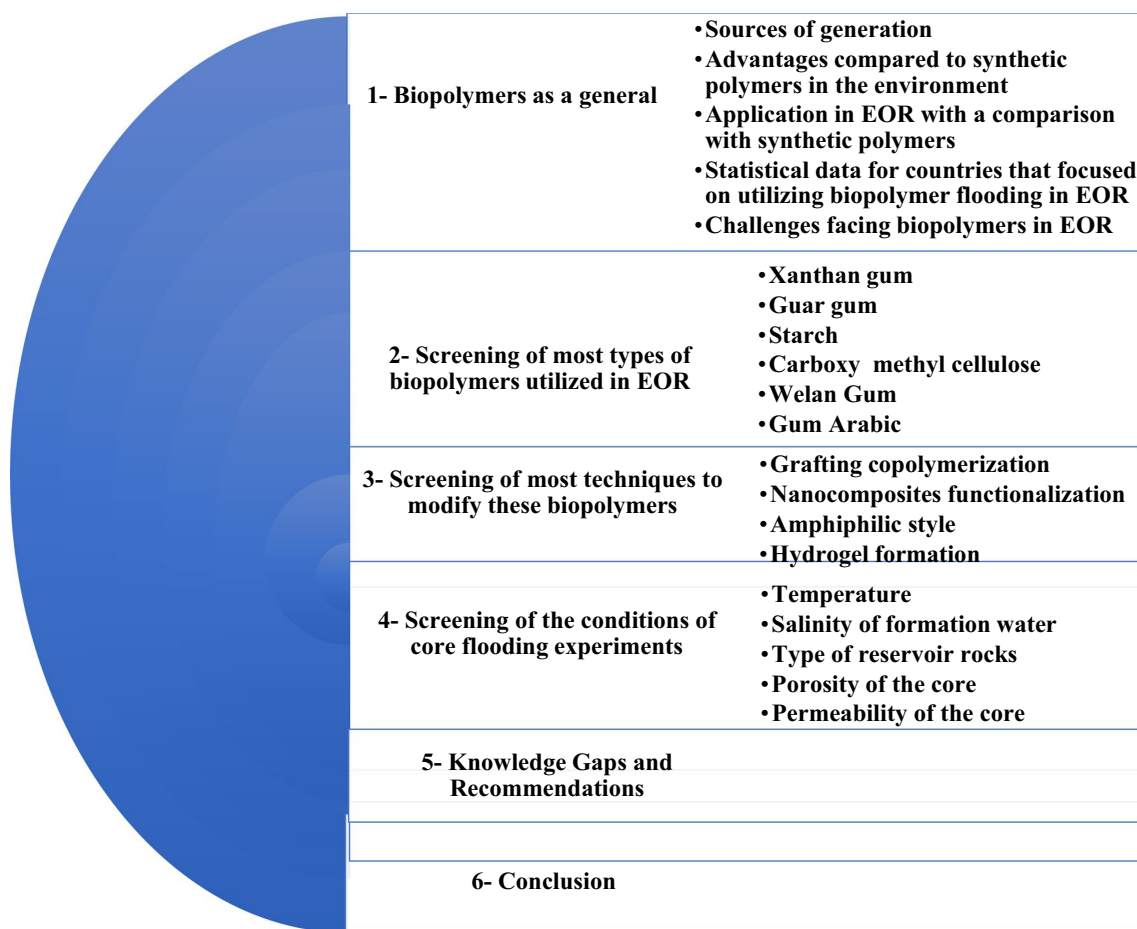 1- Biopolymers as a general
•Sources of generation
•Advantages compared to synthetic
polymers in the environment
•Application in EOR with a comparison
with synthetic polymers
•Statistical data for countries that focused
on utilizing biopolymer flooding in EOR
•Challenges facing biopolymers in EOR
2- Screening of most types of
biopolymers utilized in EOR
•Xanthan gum
•Guar gum
•Starch
•Carboxy methyl cellulose
•Welan Gum
•Gum Arabic
3- Screening of most techniques to
modify these biopolymers
•Grafting copolymerization
•Nanocomposites functionalization
•Amphiphilic style
•Hydrogel formation
4- Screening of the conditions of
core flooding experiments
•Temperature
•Salinity of formation water
•Type of reservoir rocks
•Porosity of the core
•Permeability of the core
5- Knowledge Gaps and
Recommendations
6- Conclusion